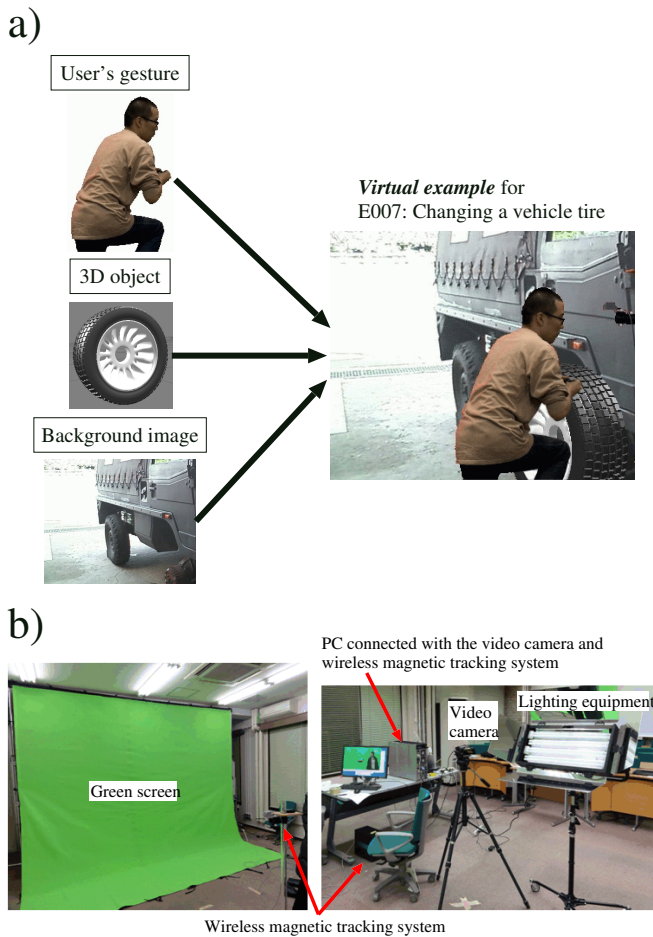 a)
User's gesture
3D object
Background image
Virtual example for
E007: Changing a vehicle tire
b)
PC connected with the video camera and
wireless magnetic tracking system
Green screen
Video
camera
Lighting equipment
Wireless magnetic tracking system